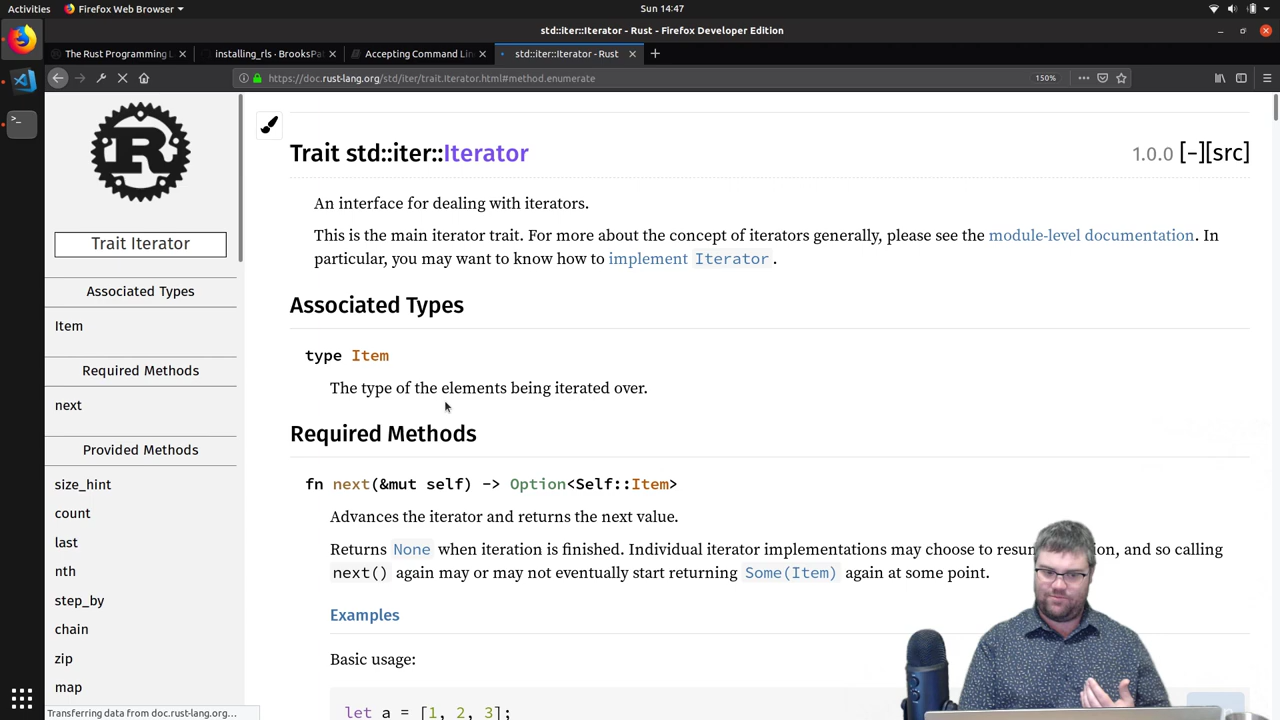 Activities
Firefox Web Browser
Sun 14:47
std::iter::Iterator - Rust - Firefox Developer Edition
The Rust Programming L
installing_rls · BrooksPat
Accepting Command Lin
std::iter::Iterator - Rust
https://doc.rust-lang.org/std/iter/trait.Iterator.html#method.enumerate
150%
Trait Iterator
Associated Types
Item
Required Methods
next
Provided Methods
size_hint
count
last
nth
step_by
chain
zip
map
Transferring data from doc.rust-lang.org…
Trait std::iter::Iterator
1.0.0 [-][src]
An interface for dealing with iterators.
This is the main iterator trait. For more about the concept of iterators generally, please see the module-level documentation. In
particular, you may want to know how to implement Iterator.
Associated Types
type Item
The type of the elements being iterated over.
Required Methods
fn next(&mut self) -> Option<Self::Item>
Advances the iterator and returns the next value.
Returns None when iteration is finished. Individual iterator implementations may choose to , and so calling
next() again may or may not eventually start returning Some(Item) again at some point.
Examples
Basic usage:
let a = [1, 2, 3];